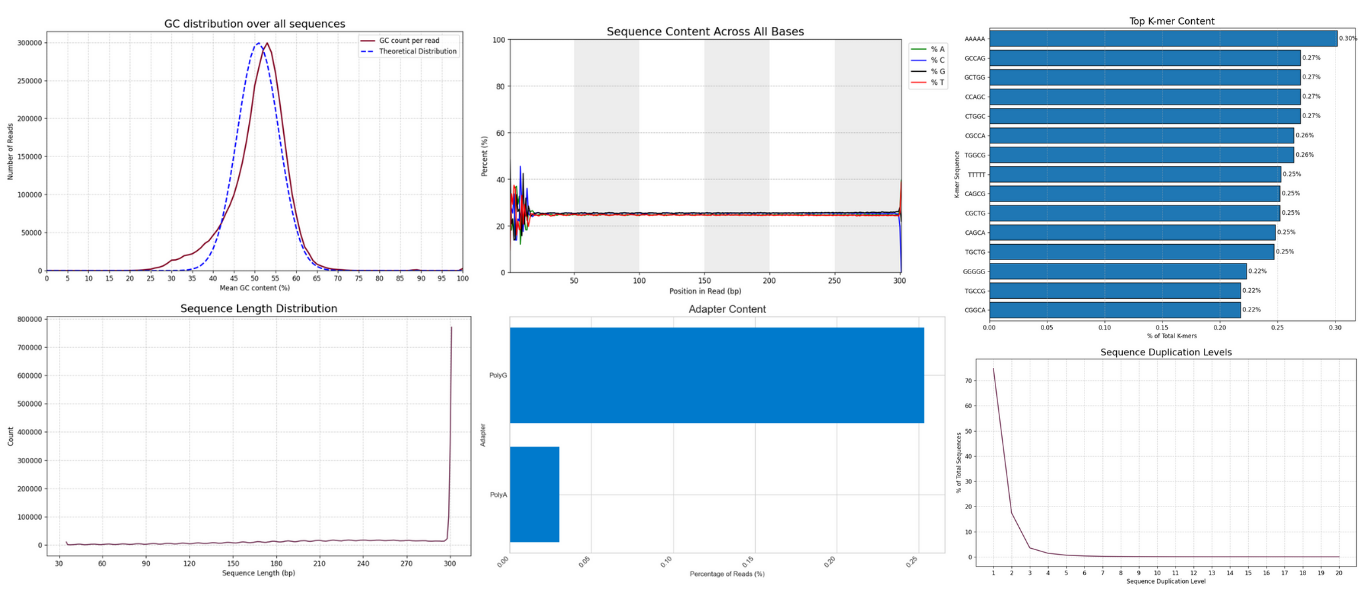 GC distribution over all sequences
GC count per read
Theoretical Distribution
Number of Reads
300000
250000
200000
150000
100000
50000
0
0 5 10 15 20 25 30 35 40 45 50 55 60 65 70 75 80 85 90 95 100
Mean GC content (%)
Sequence Content Across All Bases
% A
% C
% G
% T
Percent (%)
100
80
60
40
20
0
50 100 150 200 250 300
Position in Read (bp)
Top K-mer Content
K-mer Sequence
AAAAA 0.30%
GCCAG 0.27%
GCTGG 0.27%
CCAGC 0.27%
CTGGC 0.27%
CGCCA 0.26%
TGGCG 0.26%
TTTTT 0.25%
CAGCG 0.25%
CGCTG 0.25%
CAGCA 0.25%
TGCTG 0.25%
GGGGG 0.22%
TGCCG 0.22%
CGGCA 0.22%
0.00 0.05 0.10 0.15 0.20 0.25 0.30
% of Total K-mers
Sequence Length Distribution
Count
800000
700000
600000
500000
400000
300000
200000
100000
0
30 60 90 120 150 180 210 240 270 300
Sequence Length (bp)
Adapter Content
Adapter
PolyG
PolyA
0.00 0.05 0.10 0.15 0.20 0.25
Percentage of Reads (%)
Sequence Duplication Levels
% of Total Sequences
70
60
50
40
30
20
10
0
1 2 3 4 5 6 7 8 9 10 11 12 13 14 15 16 17 18 19 20
Sequence Duplication Level